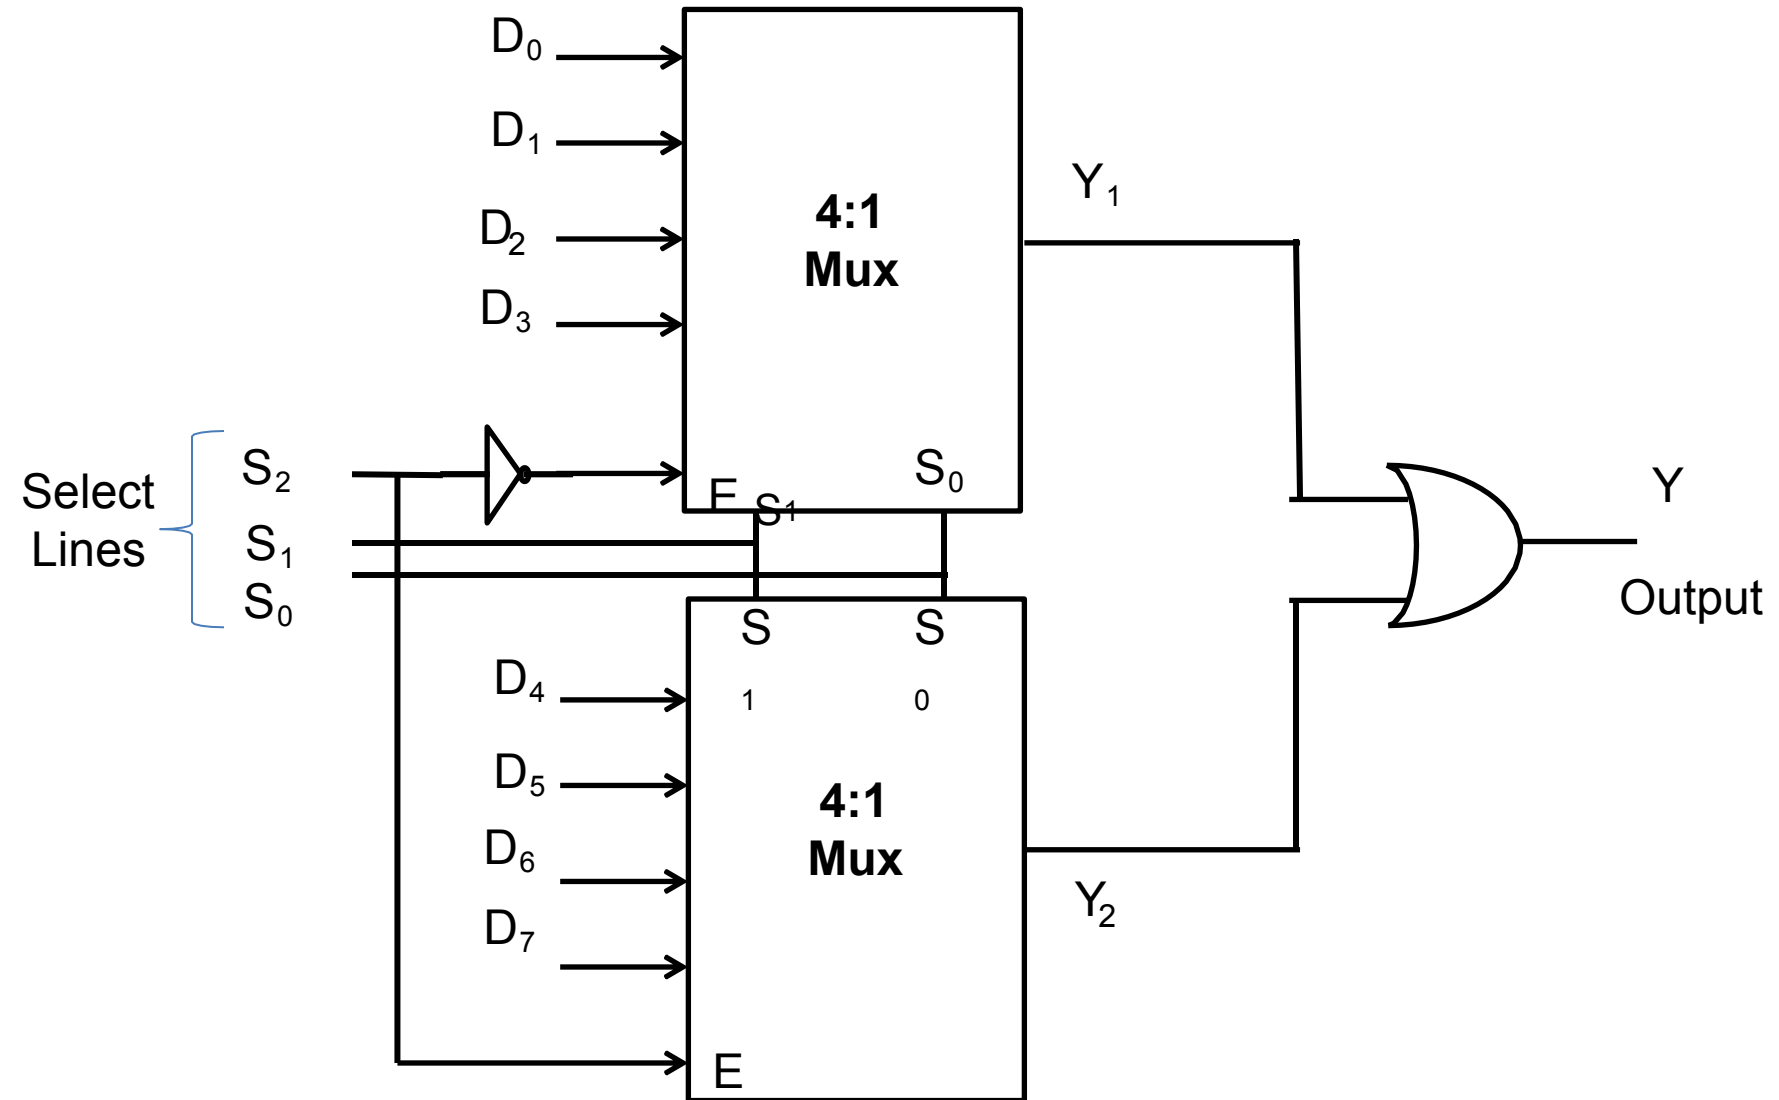 D₀
D₁
D₂
D₃
4:1
Mux
Y₁
Select
Lines
S₂
S₁
S₀
E
S₁
S₀
Y
Output
S
1
S
0
D₄
D₅
D₆
D₇
4:1
Mux
Y₂
E